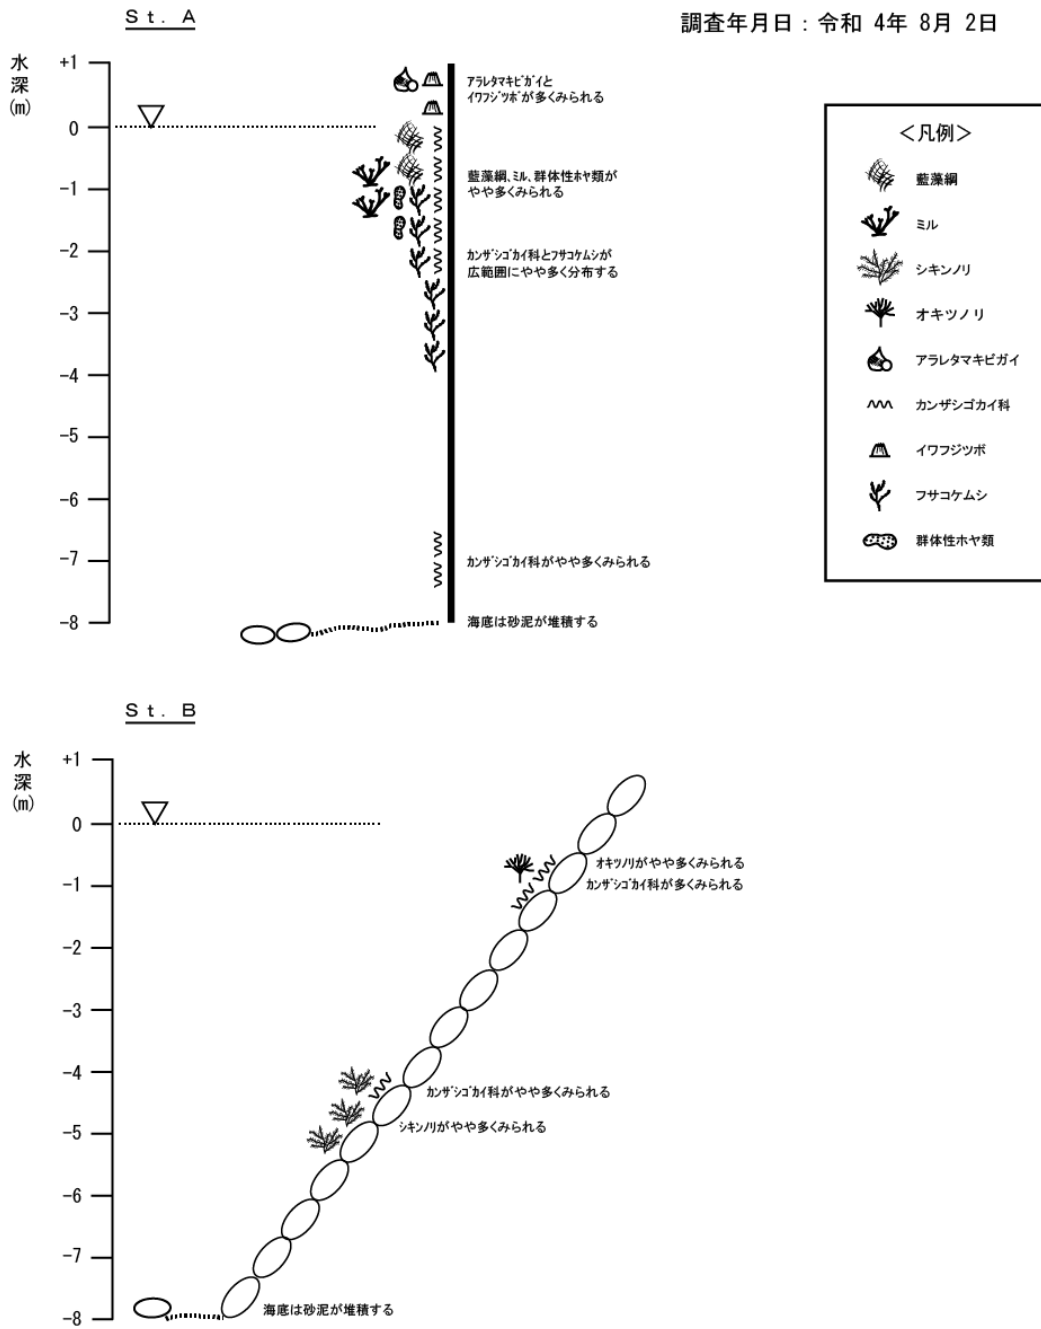 St. A
調査年月日：令和 4年 8月 2日
水
深
(m)
+1
0
-1
-2
-3
-4
-5
-6
-7
-8
ｱﾗﾚﾀﾏｷﾋﾞｶﾞｲと
ｲﾜﾌｼﾞﾂﾎﾞが多くみられる
藍藻綱､ﾐﾙ､群体性ﾎﾔ類が
やや多くみられる
ｶﾝｻﾞｼｺﾞｶｲ科とﾌｻｺｹﾑｼが
広範囲にやや多く分布する
ｶﾝｻﾞｼｺﾞｶｲ科がやや多くみられる
海底は砂泥が堆積する
＜凡例＞
藍藻綱
ミル
シキンノリ
オキツノリ
アラレタマキビガイ
カンザシゴカイ科
イワフジツボ
フサコケムシ
群体性ホヤ類
St. B
水
深
(m)
+1
0
-1
-2
-3
-4
-5
-6
-7
-8
ｵｷﾂﾉﾘがやや多くみられる
ｶﾝｻﾞｼｺﾞｶｲ科が多くみられる
ｶﾝｻﾞｼｺﾞｶｲ科がやや多くみられる
ｼｷﾝﾉﾘがやや多くみられる
海底は砂泥が堆積する